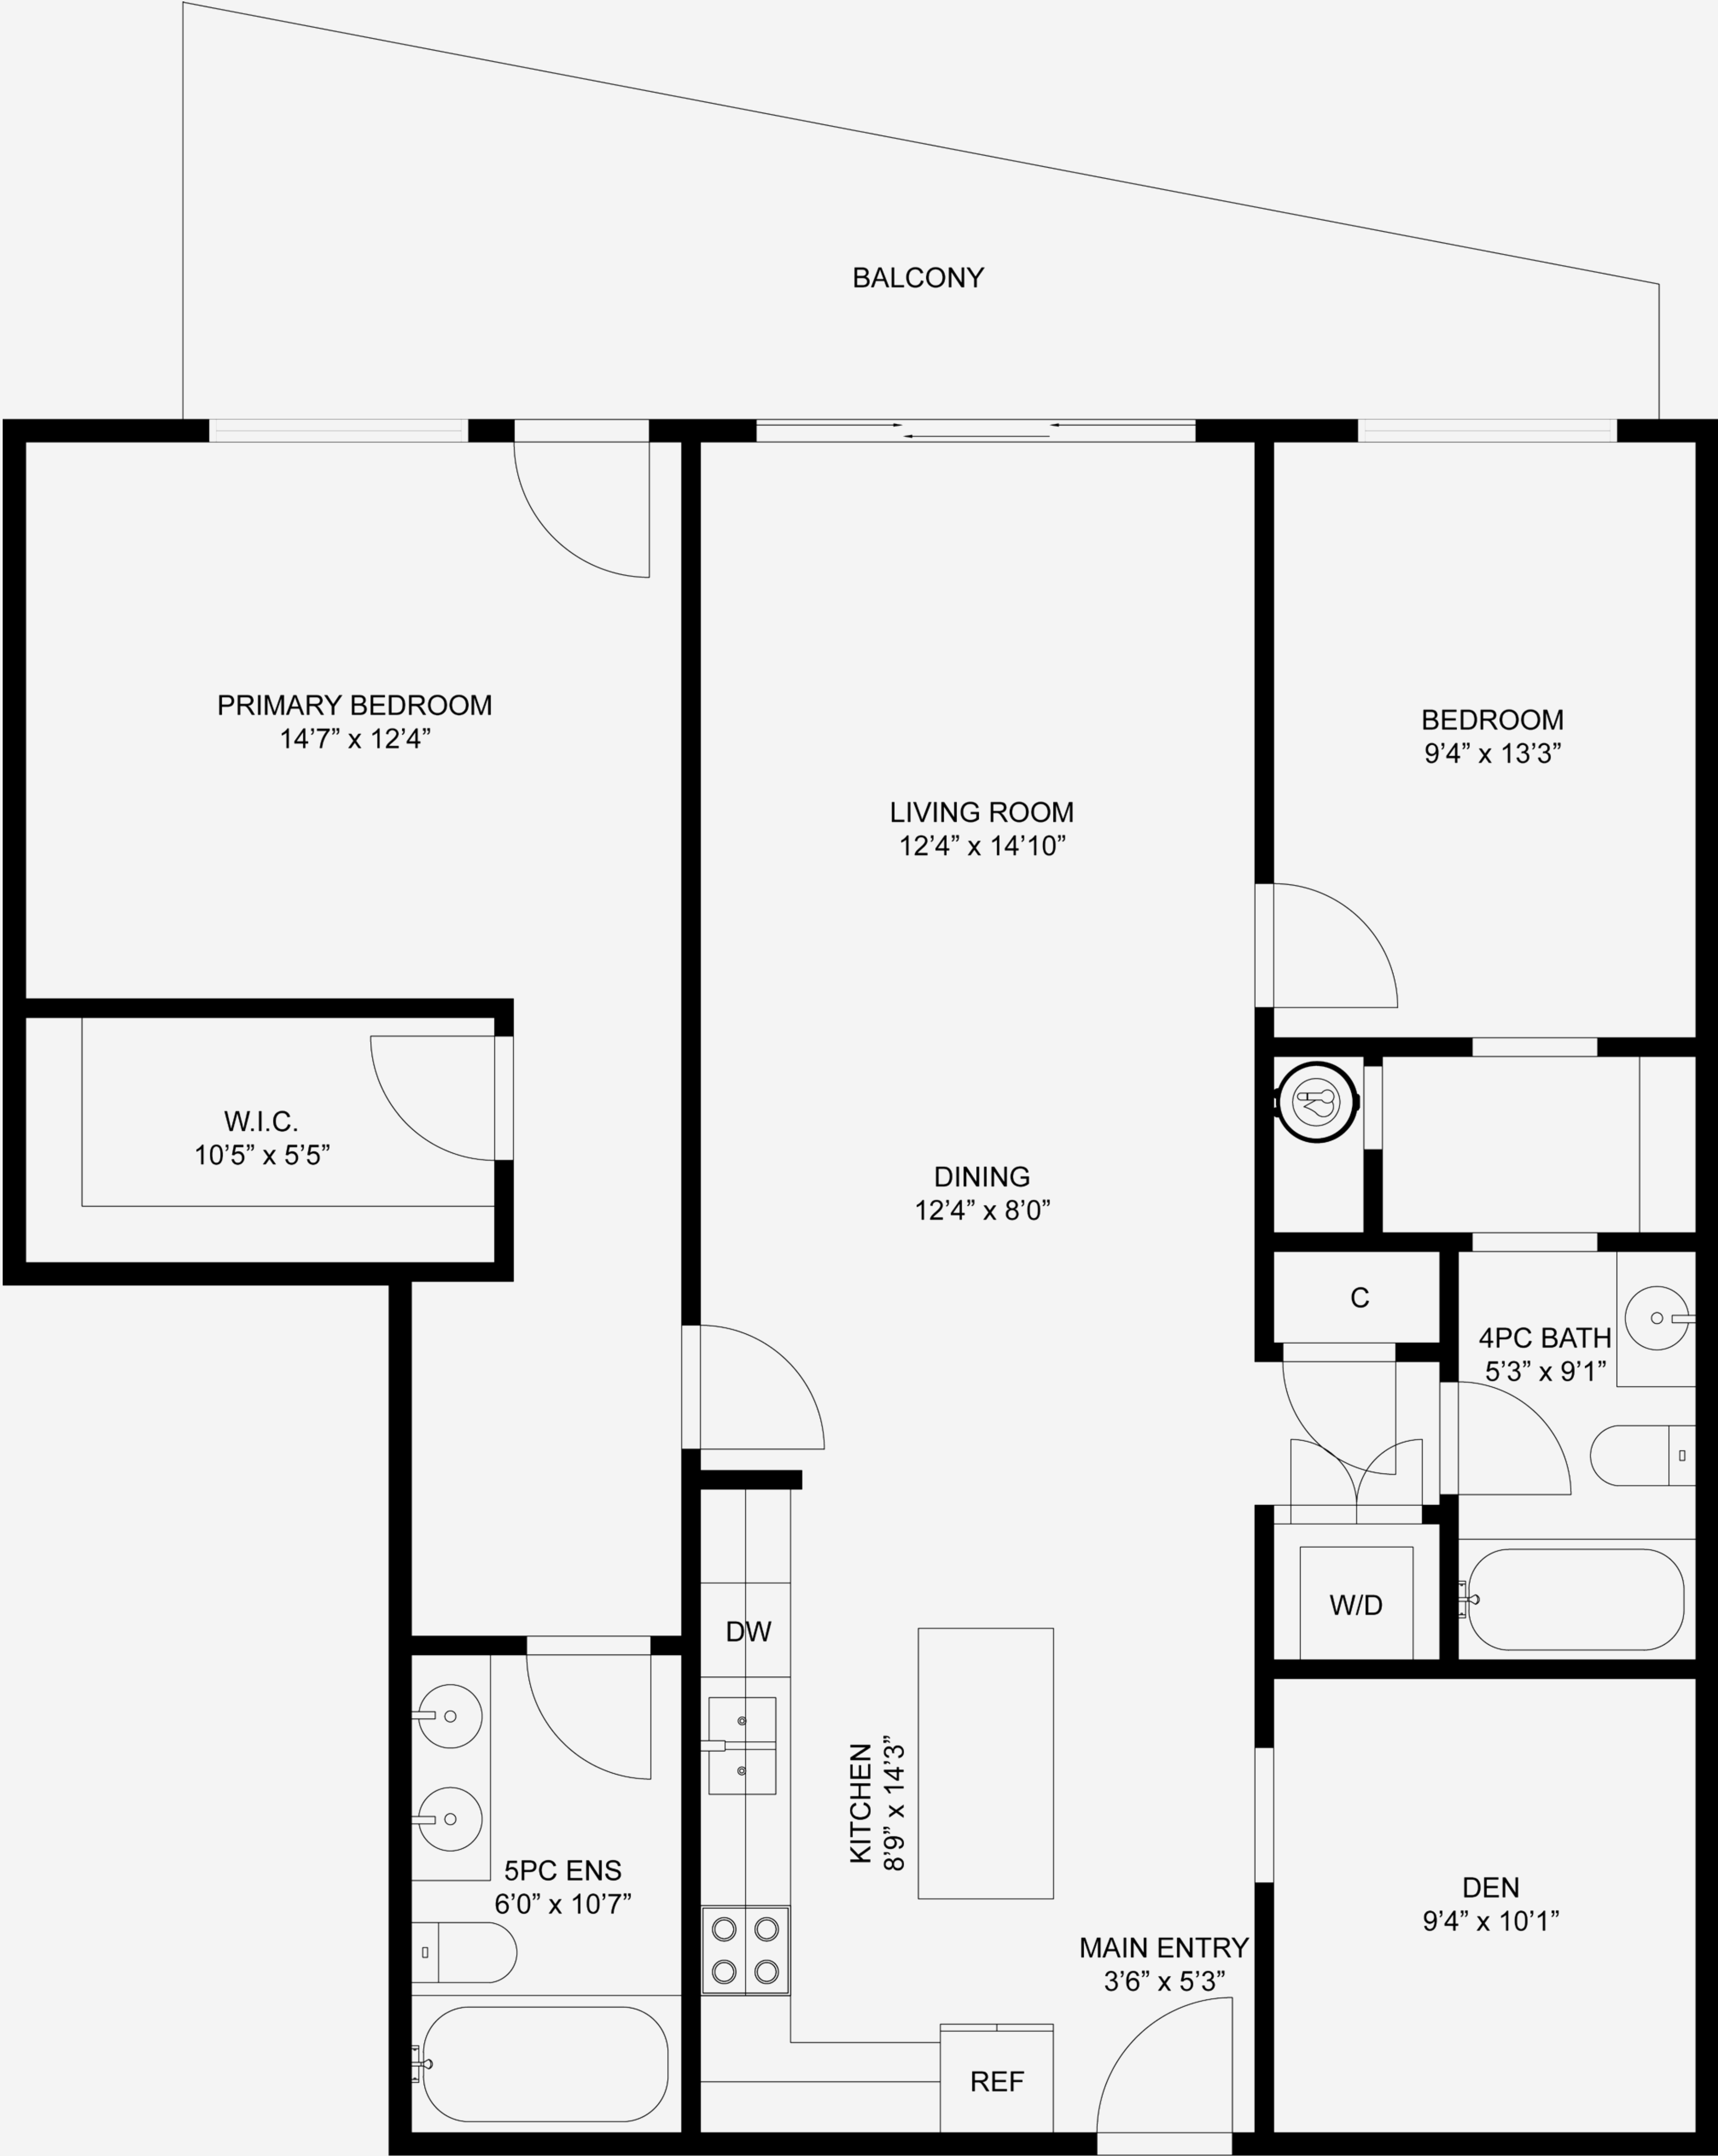 BALCONY
PRIMARY BEDROOM
14’7” x 12’4”
BEDROOM
9’4” x 13’3”
LIVING ROOM
12’4” x 14’10”
W.I.C.
10’5” x 5’5”
DINING
12’4” x 8’0”
C
4PC BATH
5’3” x 9’1”
W/D
DW
KITCHEN
8’9” x 14’3”
5PC ENS
6’0” x 10’7”
DEN
9’4” x 10’1”
MAIN ENTRY
3’6” x 5’3”
REF